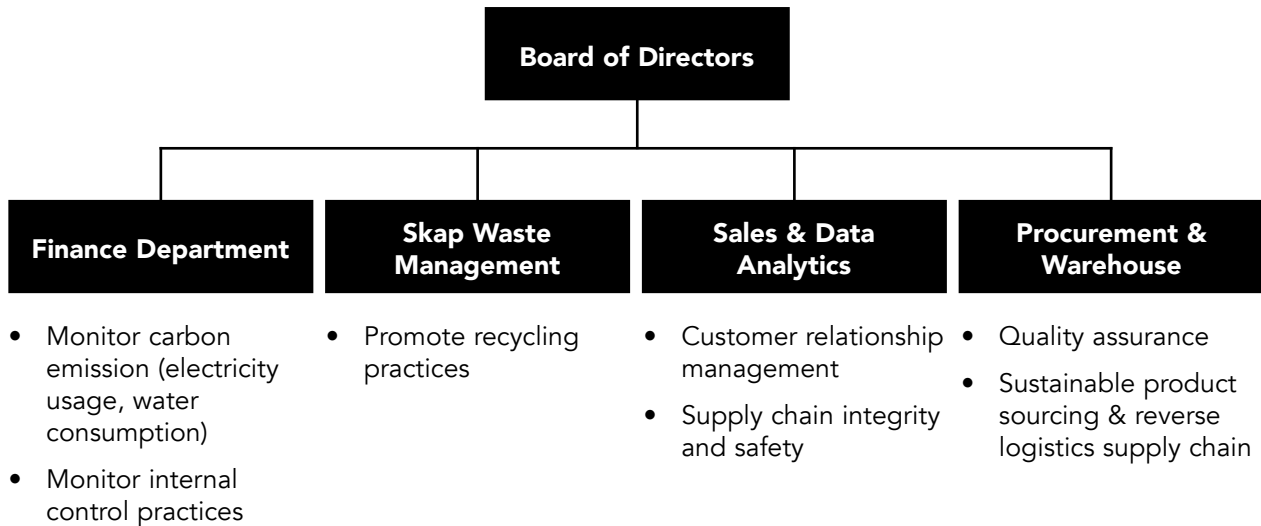 Board of Directors
Finance Department
Skap Waste
Management
Sales & Data
Analytics
Procurement &
Warehouse
• Monitor carbon
emission (electricity
usage, water
consumption)
• Monitor internal
control practices
• Promote recycling
practices
• Customer relationship
management
• Supply chain integrity
and safety
• Quality assurance
• Sustainable product
sourcing & reverse
logistics supply chain